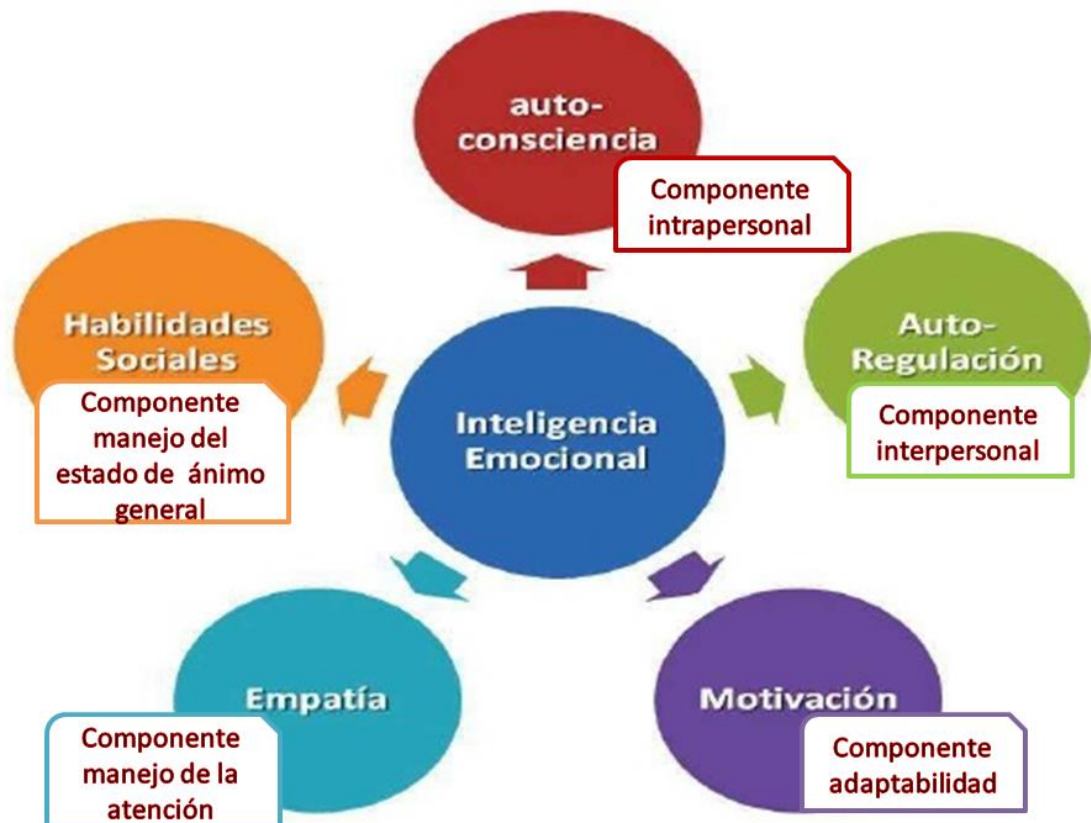 auto-
consciencia
Componente
intrapersonal
Habilidades
Sociales
Componente
manejo del
estado de ánimo
general
Auto-
Regulación
Componente
interpersonal
Inteligencia
Emocional
Empatía
Componente
manejo de la
atención
Motivación
Componente
adaptabilidad